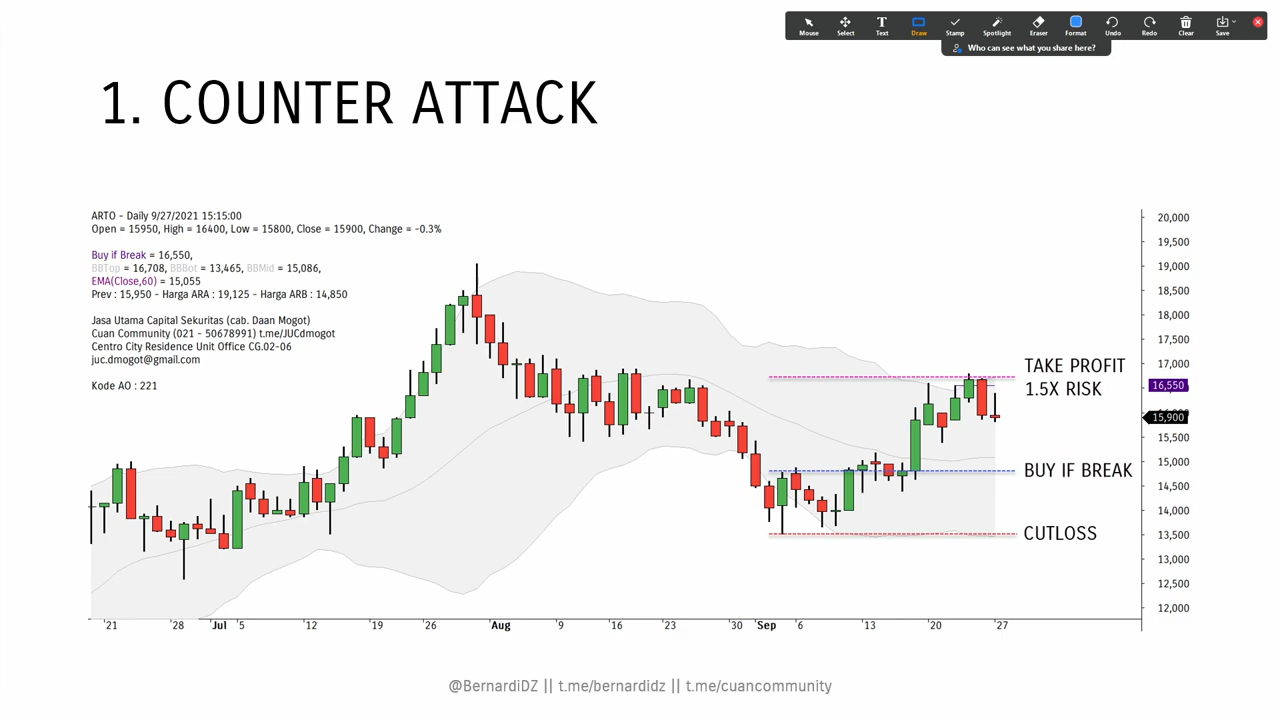 Mouse Select Text Draw Stamp Spotlight Eraser Format Undo Redo Clear Save
Who can see what you share here?
1. COUNTER ATTACK
ARTO - Daily 9/27/2021 15:15:00
Open = 15950, High = 16400, Low = 15800, Close = 15900, Change = -0.3%
Buy if Break = 16,550,
BBTop = 16,708, BBBot = 13,465, BBMid = 15,086,
EMA(Close,60) = 15,055
Prev : 15,950 - Harga ARA : 19,125 - Harga ARB : 14,850
Jasa Utama Capital Sekuritas (cab. Daan Mogot)
Cuan Community (021 - 50678991) t.me/JUCdmogot
Centro City Residence Unit Office CG.02-06
juc.dmogot@gmail.com
Kode AO : 221
20,000
19,500
19,000
18,500
18,000
17,500
17,000
16,550
15,900
15,500
15,000
14,500
14,000
13,500
13,000
12,500
12,000
TAKE PROFIT
1.5X RISK
BUY IF BREAK
CUTLOSS
21 28 Jul 5 12 19 26 Aug 9 16 23 30 Sep 6 13 20 27
@BernardiDZ || t.me/bernardidz || t.me/cuancommunity